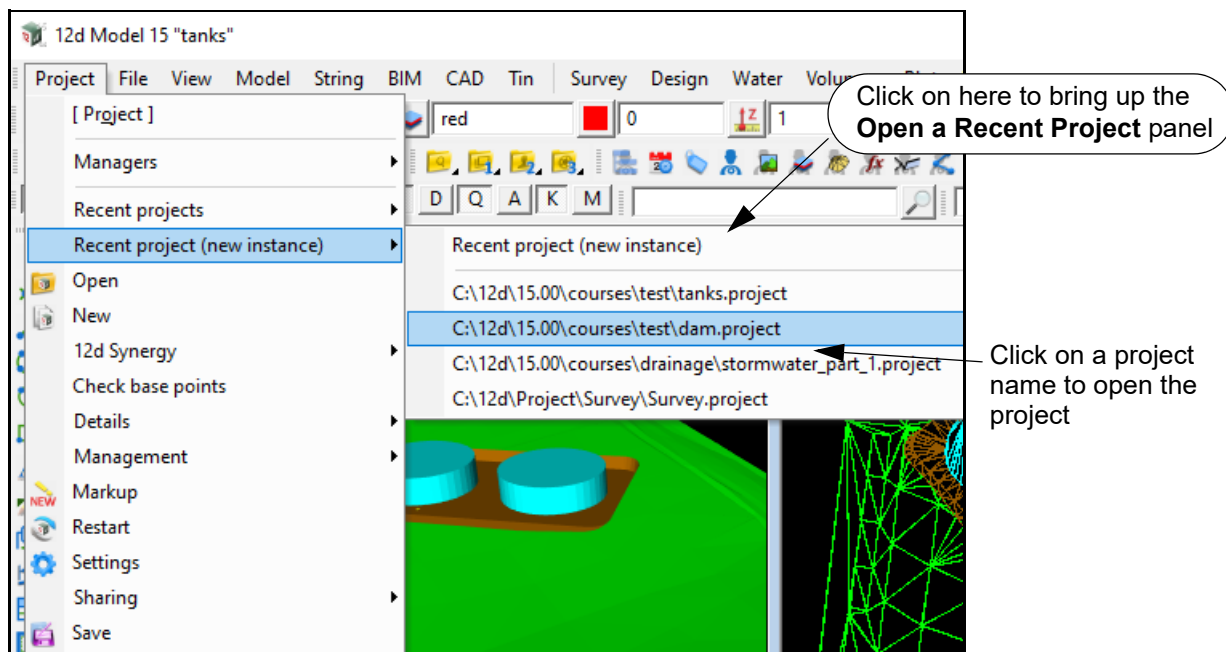 12d Model 15 "tanks"
Project File View Model String BIM CAD Tin Survey Design Water
Click on here to bring up the
Open a Recent Project panel
[ Project ]
red 0 1
Managers
Recent projects
D Q A K M
Recent project (new instance)
Recent project (new instance)
Open
C:\12d\15.00\courses\test\tanks.project
New
C:\12d\15.00\courses\test\dam.project
12d Synergy
C:\12d\15.00\courses\drainage\stormwater_part_1.project
Click on a project
name to open the
project
Check base points
C:\12d\Project\Survey\Survey.project
Details
Management
NEW
Markup
Restart
Settings
Sharing
Save